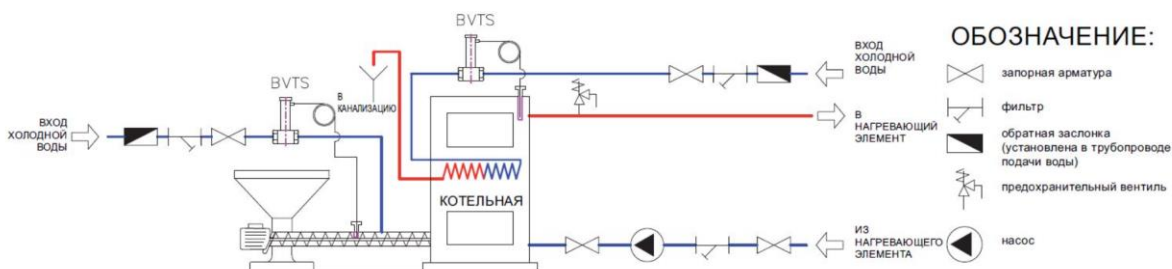 BVTS
ВХОД
ХОЛОДНОЙ
ВОДЫ
ОБОЗНАЧЕНИЕ:
запорная арматура
BVTS
В
КАНАЛИЗАЦИЮ
ВХОД
ХОЛОДНОЙ
ВОДЫ
В
НАГРЕВАЮЩИЙ
ЭЛЕМЕНТ
фильтр
обратная заслонка
(установлена в трубопроводе
подачи воды)
предохранительный вентиль
КОТЕЛЬНАЯ
ИЗ
НАГРЕВАЮЩЕГО
ЭЛЕМЕНТА
насос